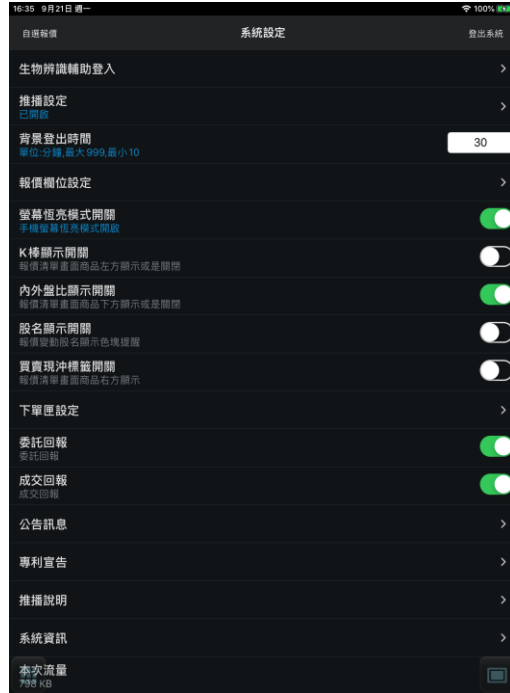 16:35 9月21日 週一
100%
自選報價
系統設定
登出系統
生物辨識輔助登入
推播設定
已開啟
背景登出時間
單位:分鐘,最大999,最小10
30
報價欄位設定
螢幕恆亮模式開關
手機螢幕恆亮模式開啟
K棒顯示開關
報價清單畫面商品左方顯示或是關閉
內外盤比顯示開關
報價清單畫面商品下方顯示或是關閉
股名顯示開關
報價變動股名顯示色塊提醒
買賣現沖標籤開關
報價清單畫面商品右方顯示
下單匣設定
委託回報
委託回報
成交回報
成交回報
公告訊息
專利宣告
推播說明
系統資訊
本次流量
798 KB